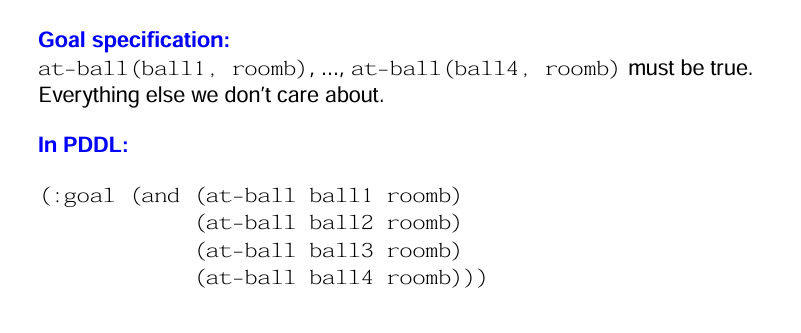 Goal specification:
at-ball(ball1, roomb), ..., at-ball(ball4, roomb) must be true.
Everything else we don't care about.
In PDDL:
(:goal (and (at-ball ball1 roomb)
(at-ball ball2 roomb)
(at-ball ball3 roomb)
(at-ball ball4 roomb)))